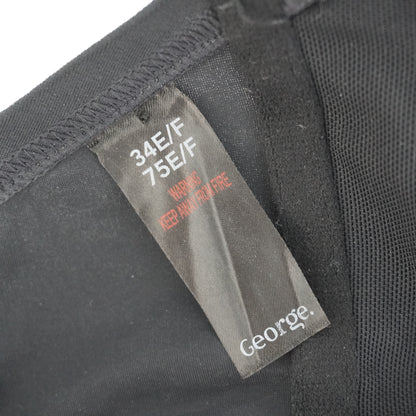 34E/F
75E/F
WARNING
KEEP AWAY FROM FIRE
George.